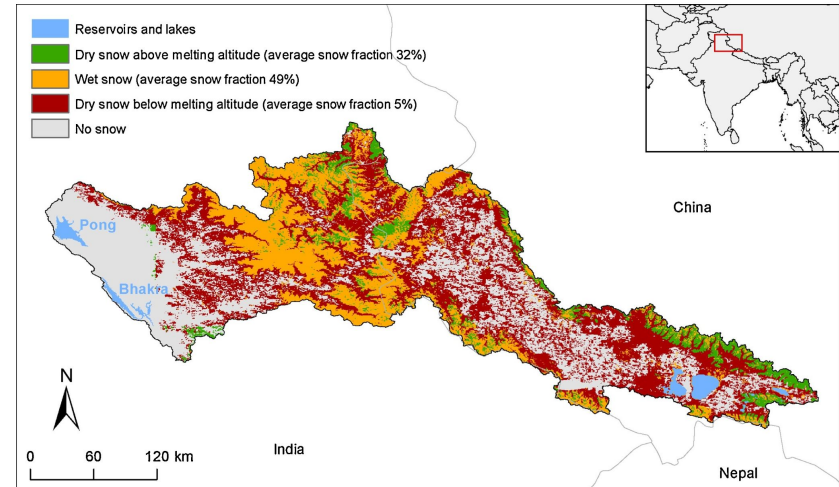 Reservoirs and lakes
Dry snow above melting altitude (average snow fraction 32%)
Wet snow (average snow fraction 49%)
Dry snow below melting altitude (average snow fraction 5%)
No snow
China
Pong
Bhakra
N
India
0 60 120 km
Nepal